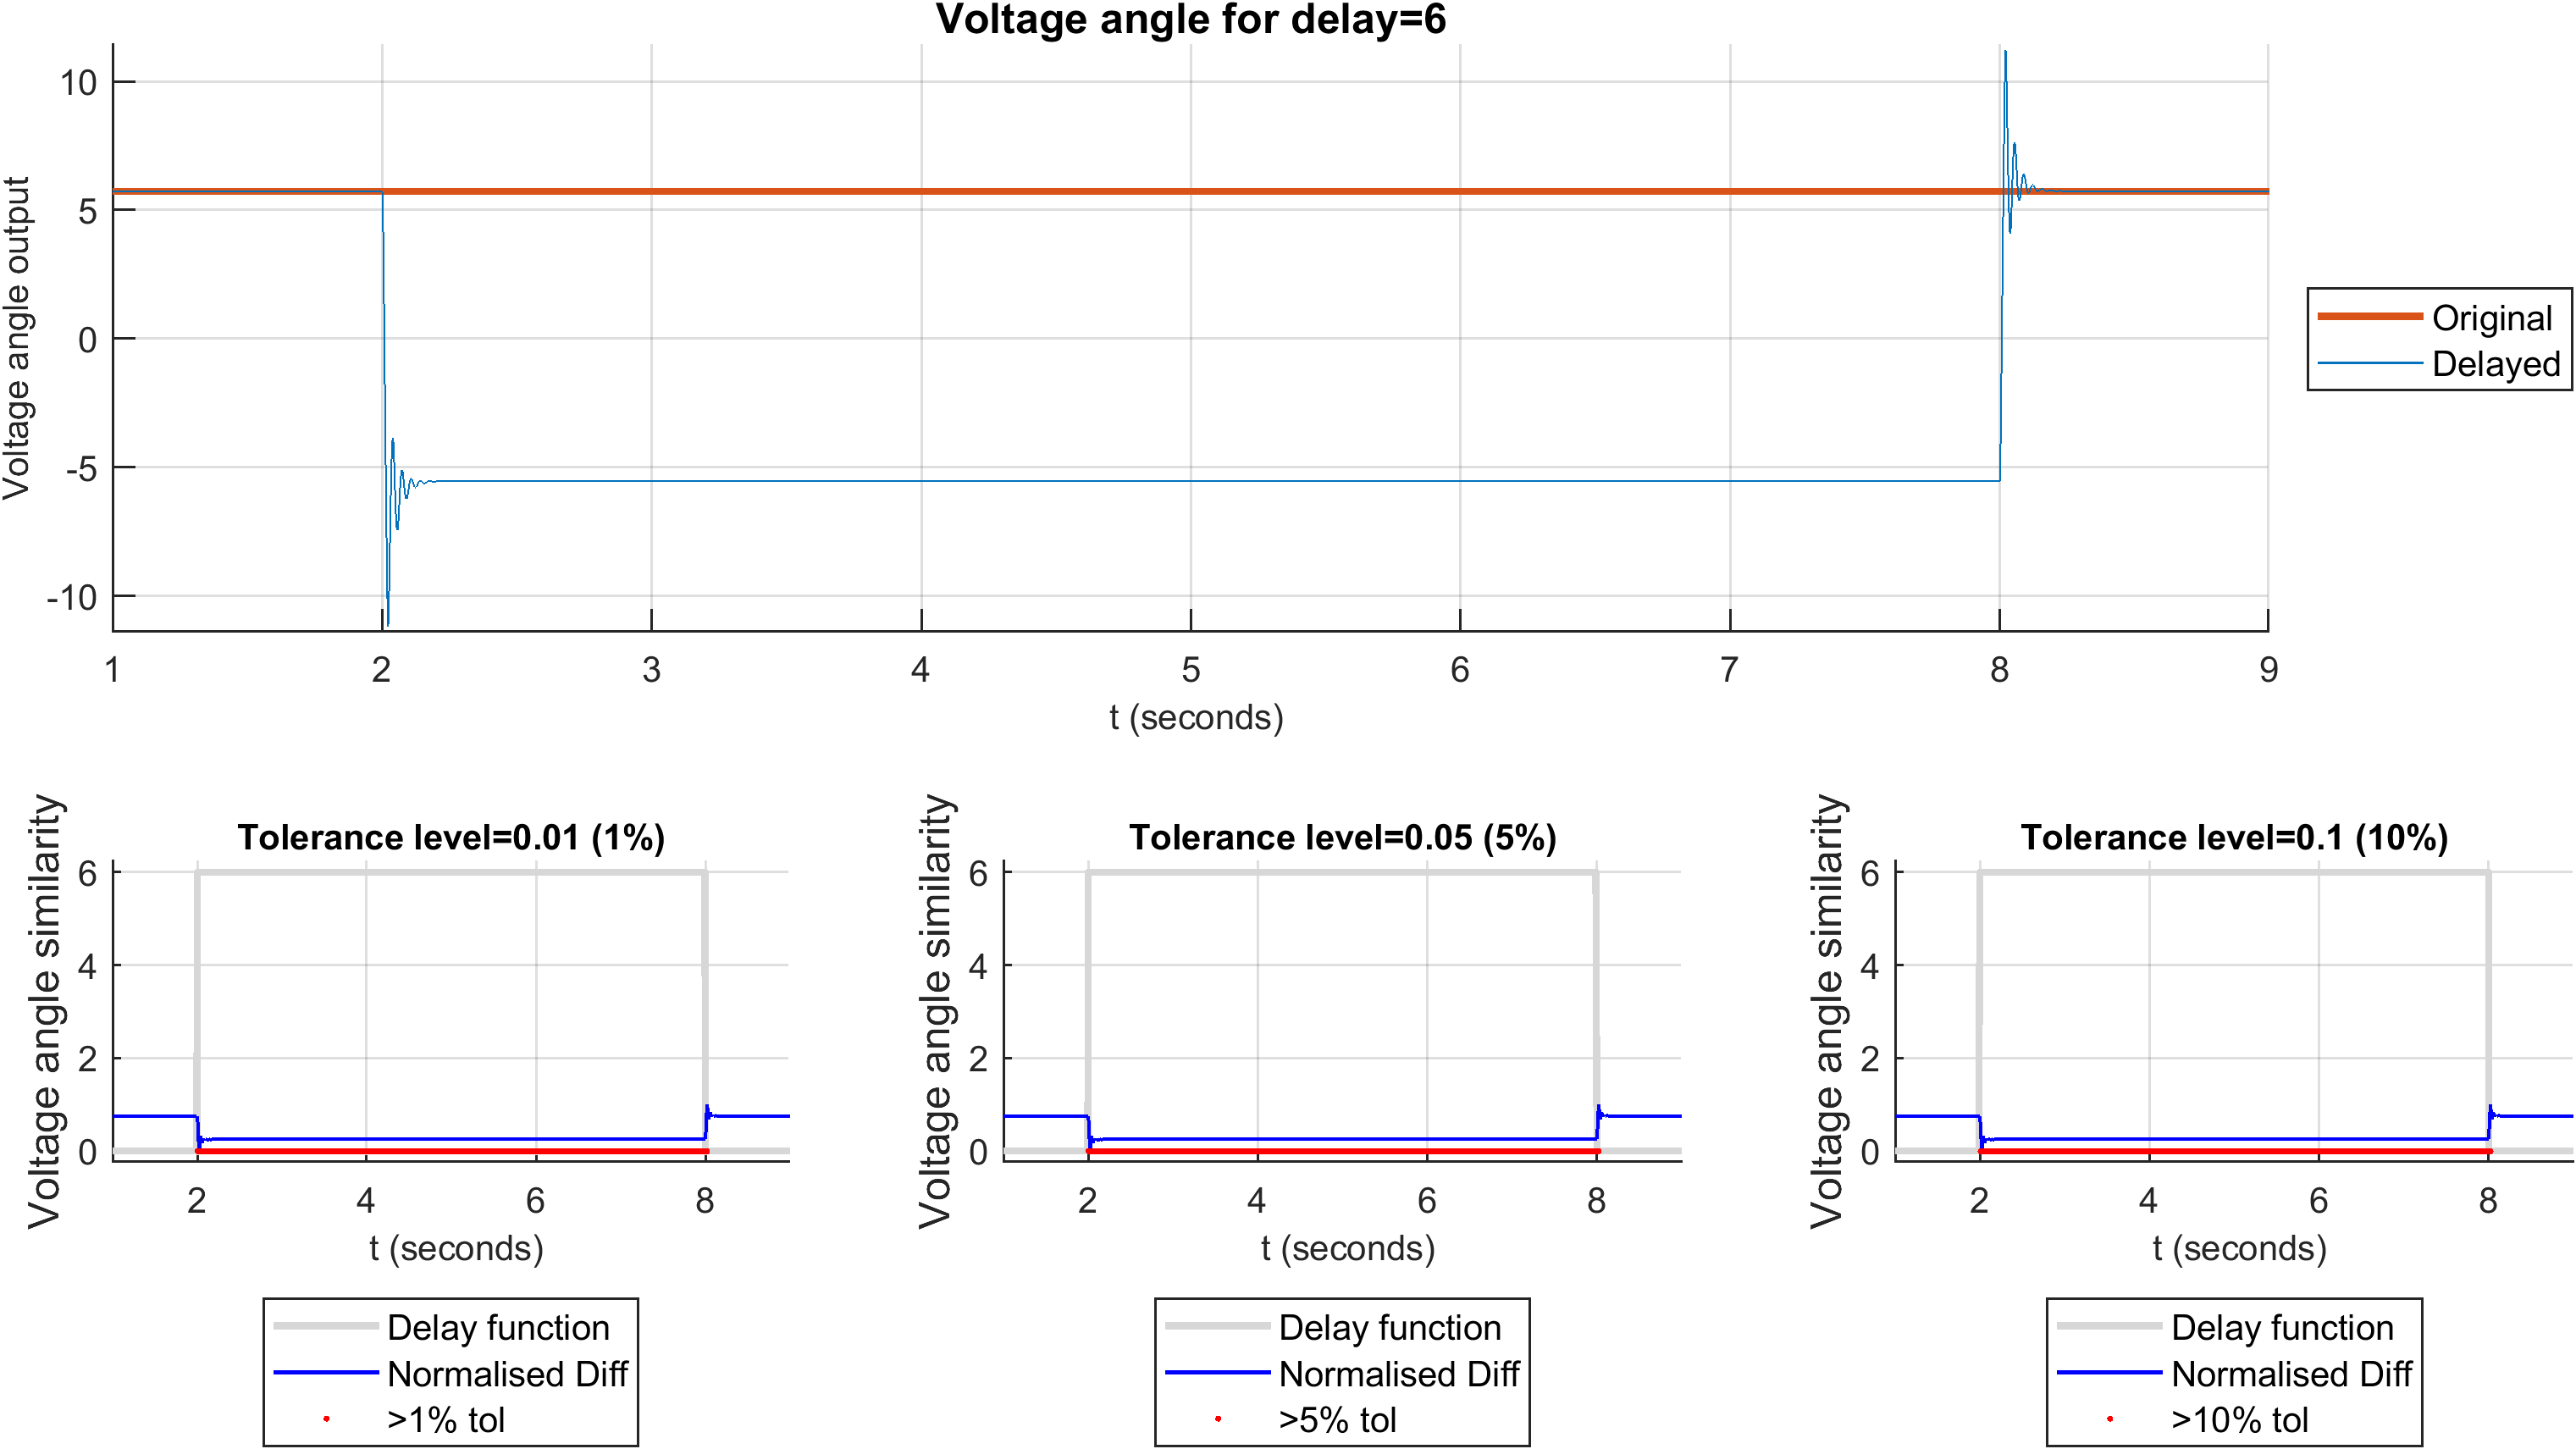 Voltage angle for delay=6
Voltage angle output
10
5
0
-5
-10
1 2 3 4 5 6 7 8 9
t (seconds)
Original
Delayed
Tolerance level=0.01 (1%)
Voltage angle similarity
6
4
2
0
2 4 6 8
t (seconds)
Delay function
Normalised Diff
>1% tol
Tolerance level=0.05 (5%)
Voltage angle similarity
6
4
2
0
2 4 6 8
t (seconds)
Delay function
Normalised Diff
>5% tol
Tolerance level=0.1 (10%)
Voltage angle similarity
6
4
2
0
2 4 6 8
t (seconds)
Delay function
Normalised Diff
>10% tol